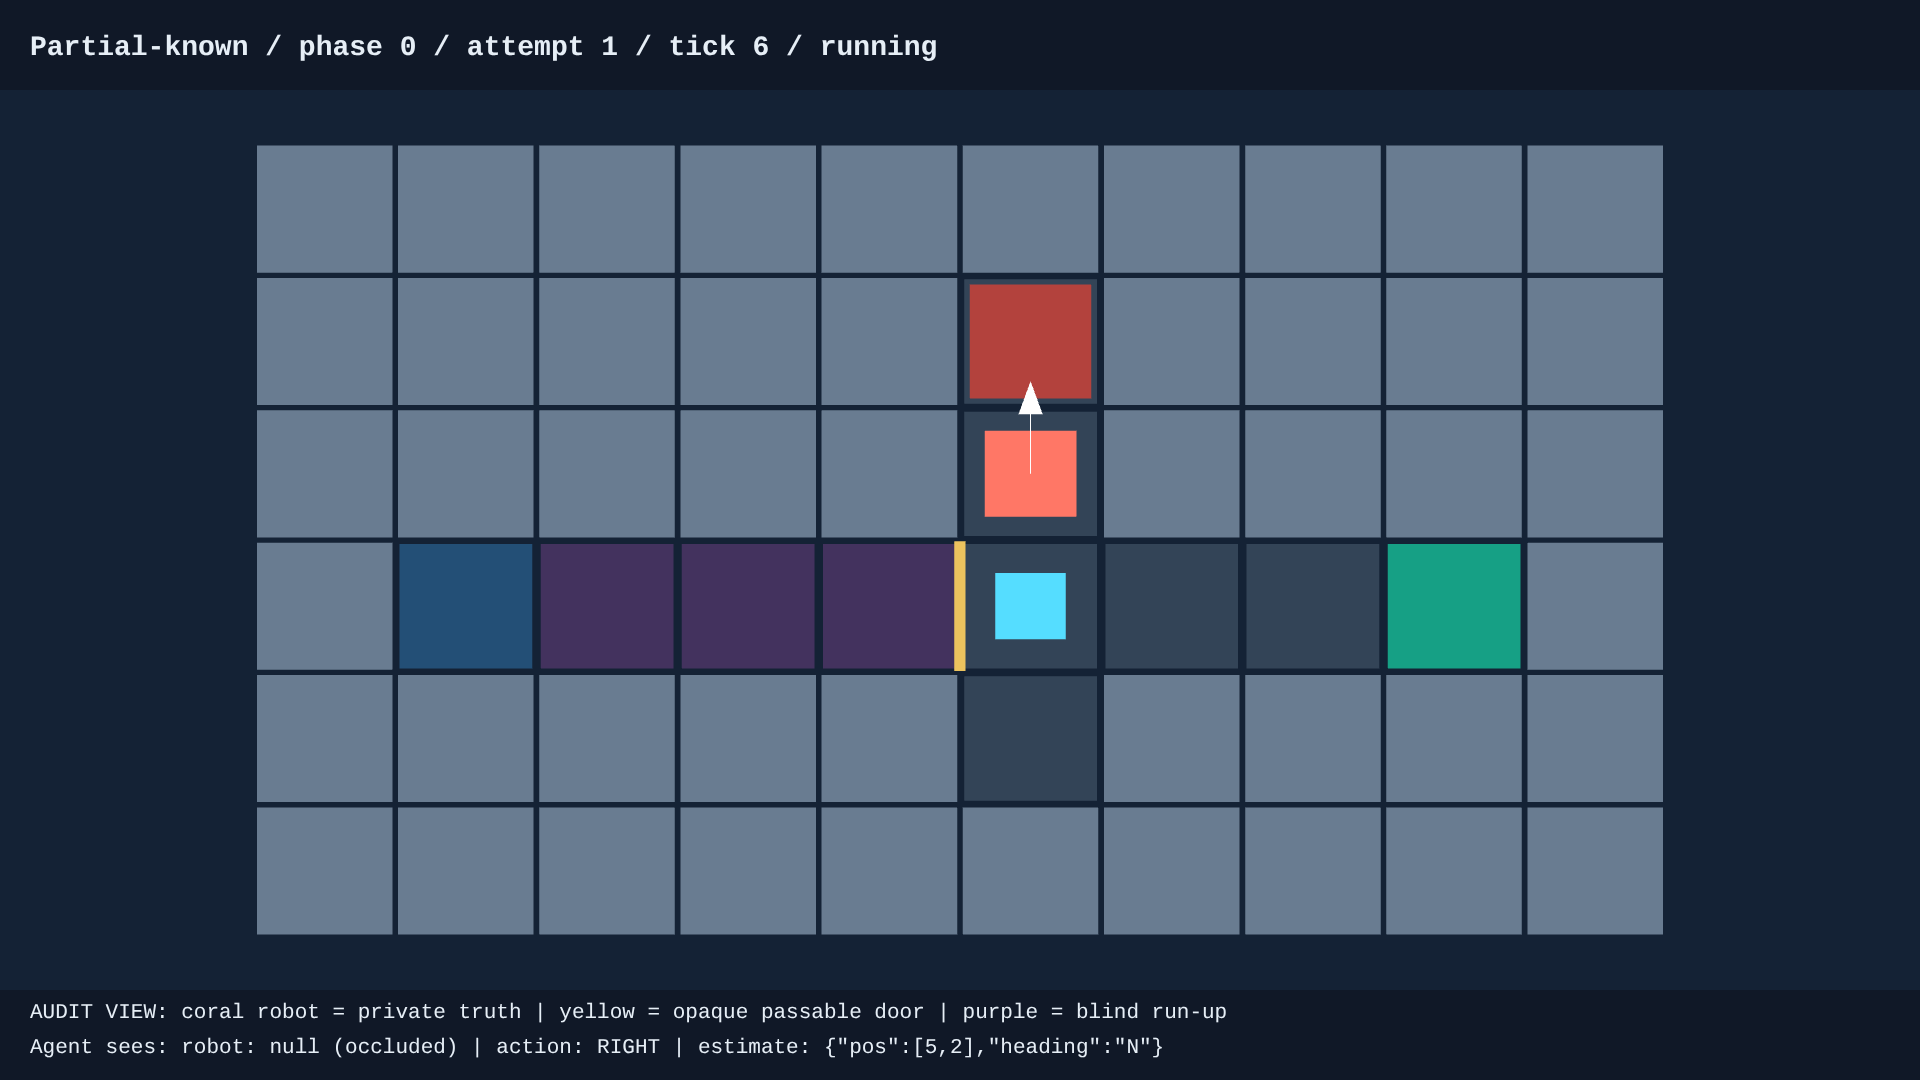 Partial-known / phase 0 / attempt 1 / tick 6 / running
AUDIT VIEW: coral robot = private truth | yellow = opaque passable door | purple = blind run-up
Agent sees: robot: null (occluded) | action: RIGHT | estimate: {"pos":[5,2],"heading":"N"}